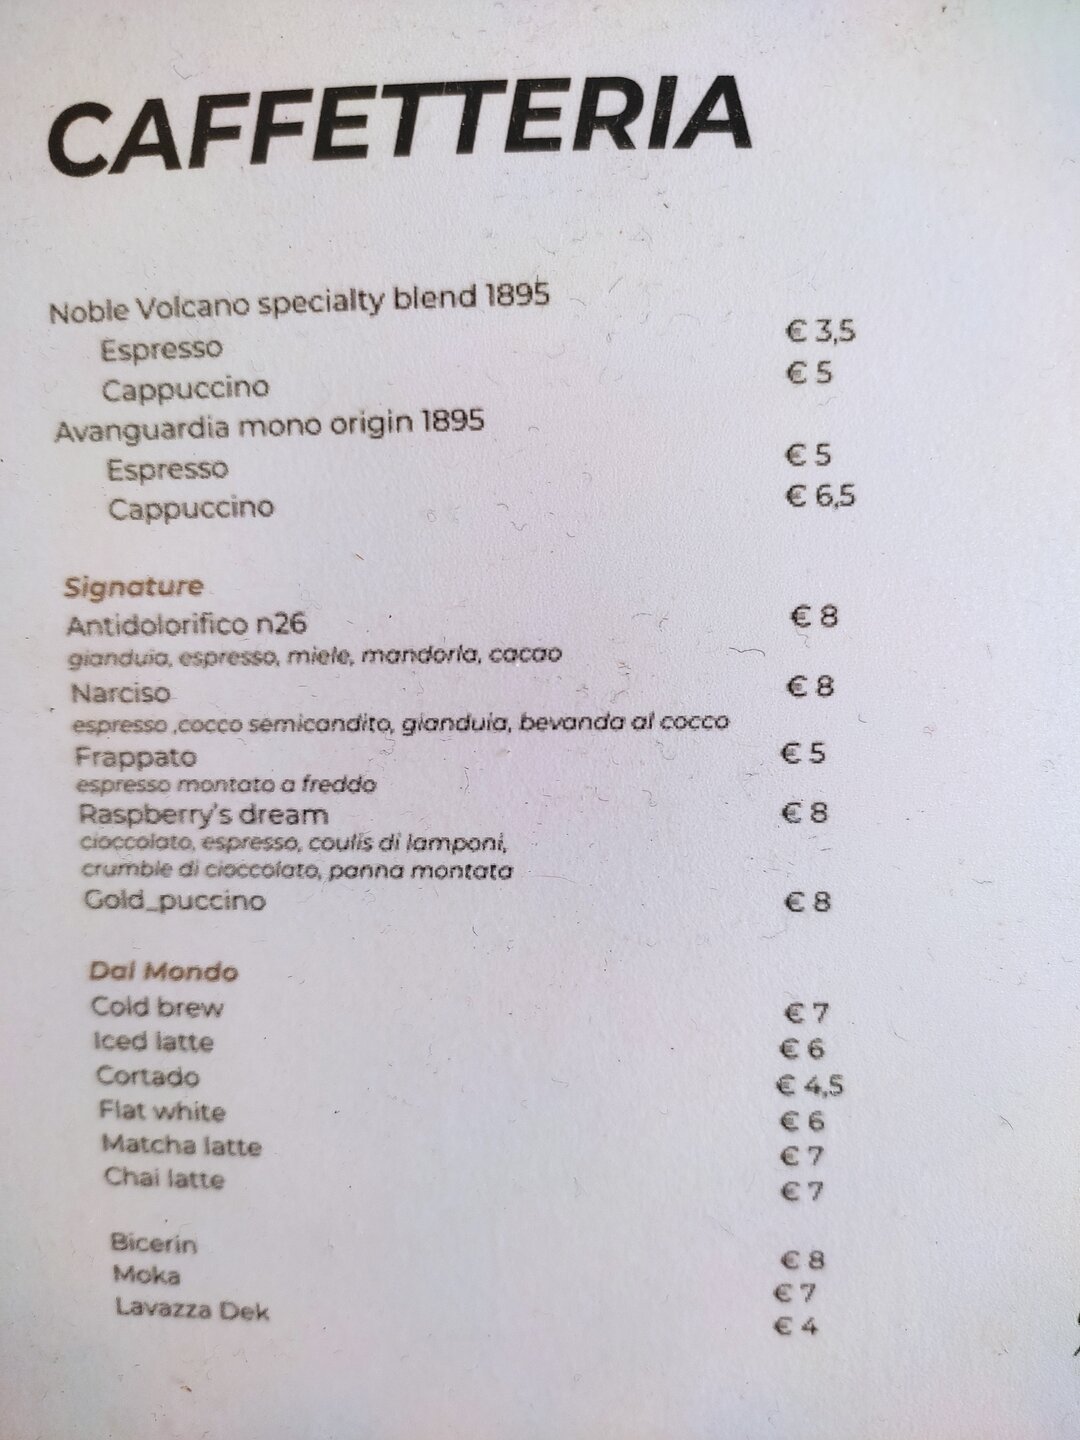 CAFFETTERIA
Noble Volcano specialty blend 1895
Espresso € 3,5
Cappuccino € 5
Avanguardia mono origin 1895
Espresso € 5
Cappuccino € 6,5
Signature
Antidolorifico n26 € 8
gianduia, espresso, miele, mandorla, cacao
Narciso € 8
espresso ,cocco semicandito, gianduia, bevanda al cocco
Frappato € 5
espresso montato a freddo
Raspberry's dream € 8
cioccolato, espresso, coulis di lamponi,
crumble di cioccolato, panna montata
Gold_puccino € 8
Dal Mondo
Cold brew € 7
Iced latte € 6
Cortado € 4,5
Flat white € 6
Matcha latte € 7
Chai latte € 7
Bicerin € 8
Moka € 7
Lavazza Dek € 4